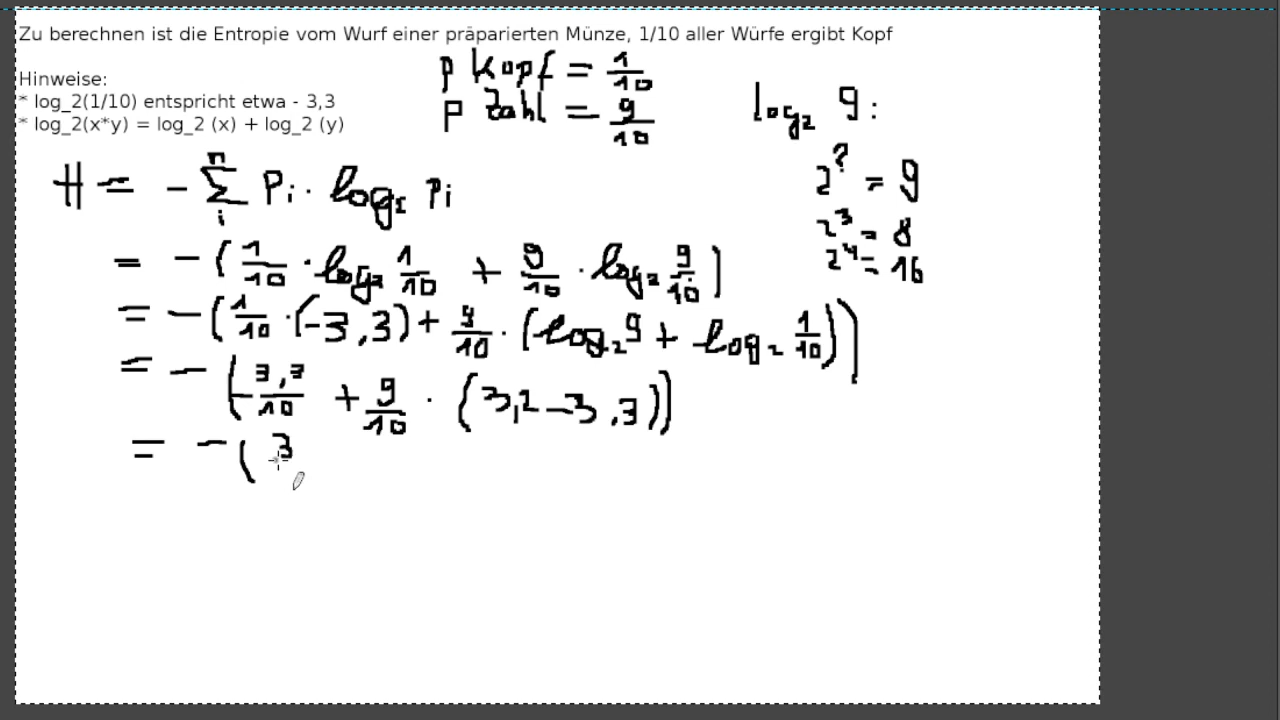 Zu berechnen ist die Entropie vom Wurf einer präparierten Münze, 1/10 aller Würfe ergibt Kopf
Hinweise:
* log_2(1/10) entspricht etwa - 3,3
* log_2(x*y) = log_2 (x) + log_2 (y)
p Kopf = 1/10
p Zahl = 9/10
log₂ 9:
2^? = 9
2³ = 8
2⁴ = 16
H = - Σ_i^n Pi · log₂ Pi
= - (1/10 · log₂ 1/10 + 9/10 · log₂ 9/10)
= - (1/10 · (-3,3) + 9/10 · (log₂ 9 + log₂ 1/10))
= - (- 3,3/10 + 9/10 · (3,2 - 3,3))
= - ( 3